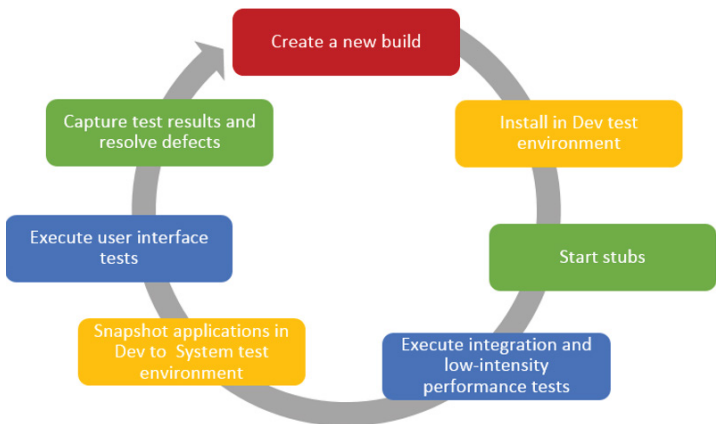 Create a new build
Install in Dev test
environment
Start stubs
Execute integration and
low-intensity
performance tests
Snapshot applications in
Dev to System test
environment
Execute user interface
tests
Capture test results and
resolve defects